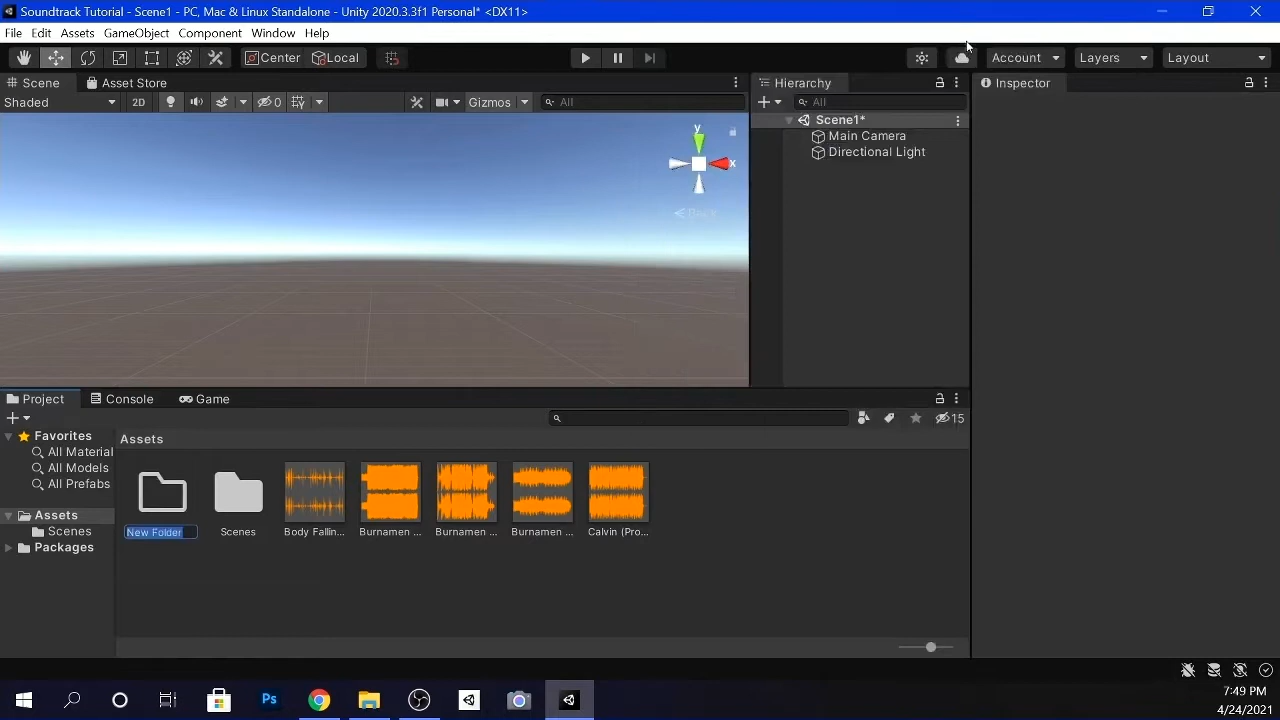 Soundtrack Tutorial - Scene1 - PC, Mac & Linux Standalone - Unity 2020.3.3f1 Personal* <DX11>
File Edit Assets GameObject Component Window Help
Center Local Account Layers Layout
Scene Asset Store Hierarchy Inspector
Shaded 2D 0 Gizmos All All
y
x
Scene1*
Main Camera
Directional Light
Project Console Game
15
Favorites Assets
All Material
All Models
All Prefabs
Assets
Scenes
Packages
New Folder Scenes Body Fallin... Burnamen ... Burnamen ... Burnamen ... Calvin (Pro...
Ps
7:49 PM
4/24/2021